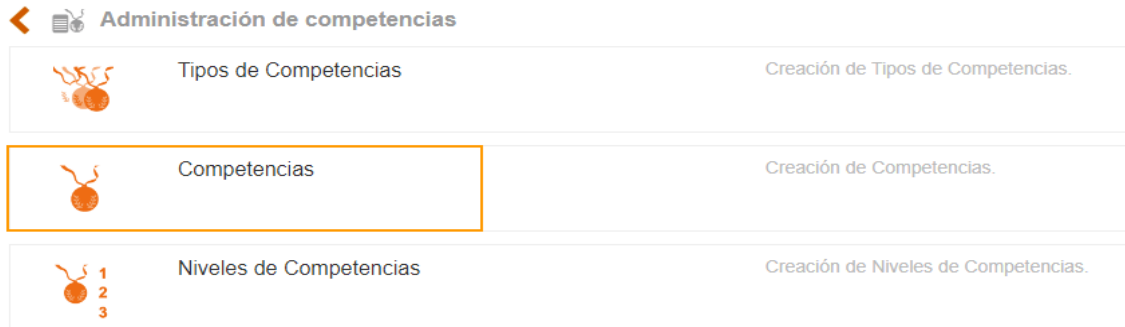 Administración de competencias
Tipos de Competencias
Creación de Tipos de Competencias.
Competencias
Creación de Competencias.
1
2
3
Niveles de Competencias
Creación de Niveles de Competencias.